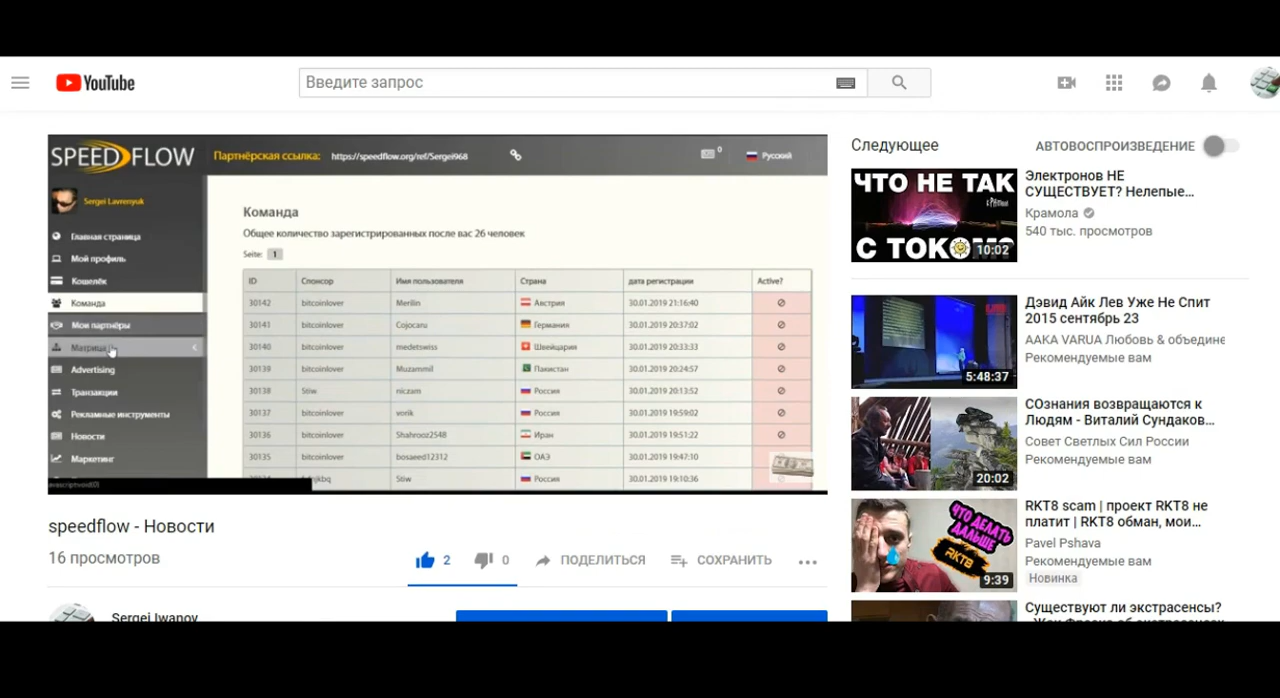 YouTube
Введите запрос
SPEEDFLOW
Партнёрская ссылка: https://speedflow.org/ref/Sergei968
0
Русский
Sergei Lavrenyuk
Главная страница
Мой профиль
Кошелёк
Команда
Мои партнёры
Матрица
Advertising
Транзакции
Рекламные инструменты
Новости
Маркетинг
Команда
Общее количество зарегистрированных после вас 26 человек
Seite: 1
ID Спонсор Имя пользователя Страна дата регистрации Active?
30142 bitcoinlover Merilin Австрия 30.01.2019 21:16:40
30141 bitcoinlover Cojocaru Германия 30.01.2019 20:37:02
30140 bitcoinlover medetswiss Швейцария 30.01.2019 20:33:33
30139 bitcoinlover Muzammil Пакистан 30.01.2019 20:24:57
30138 Stiw niczam Россия 30.01.2019 20:13:52
30137 bitcoinlover vorik Россия 30.01.2019 19:59:02
30136 bitcoinlover Shahrooz2548 Иран 30.01.2019 19:51:22
30135 bitcoinlover bosaeed12312 ОАЭ 30.01.2019 19:47:10
Stiw Россия 30.01.2019 19:10:36
speedflow - Новости
16 просмотров
2
0
ПОДЕЛИТЬСЯ
СОХРАНИТЬ
Sergei Iwanov
Следующее
АВТОВОСПРОИЗВЕДЕНИЕ
ЧТО НЕ ТАК
С ТОКОМ?
10:02
Электронов НЕ
СУЩЕСТВУЕТ? Нелепые...
Крамола
540 тыс. просмотров
5:48:37
Дэвид Айк Лев Уже Не Спит
2015 сентябрь 23
AAKA VARUA Любовь & объедине
Рекомендуемые вам
20:02
СОзнания возвращаются к
Людям - Виталий Сундаков...
Совет Светлых Сил России
Рекомендуемые вам
ЧТО ДЕЛАТЬ
ДАЛЬШЕ
RKT8
9:39
RKT8 scam | проект RKT8 не
платит | RKT8 обман, мои...
Pavel Pshava
Рекомендуемые вам
Новинка
Существуют ли экстрасенсы?